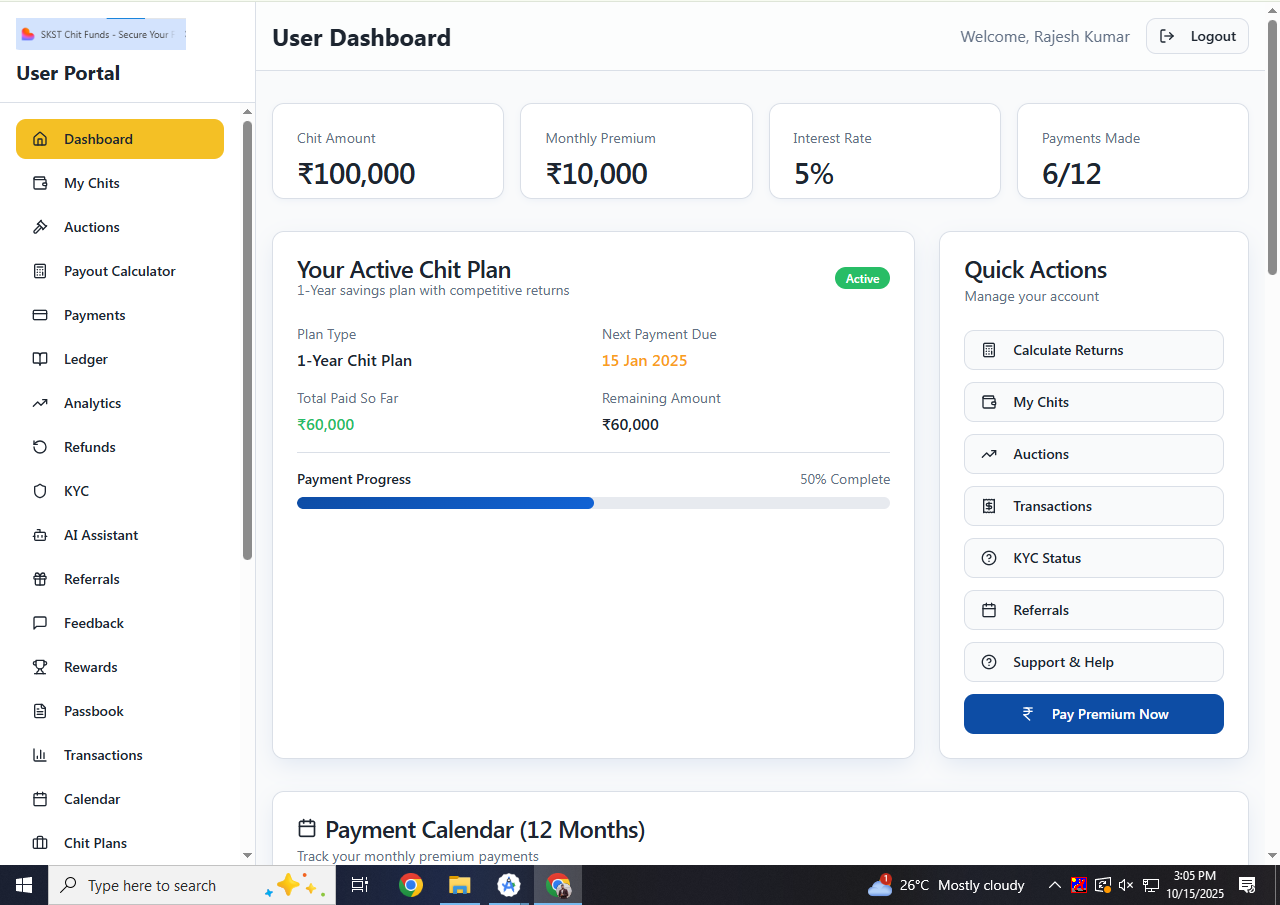 SKST Chit Funds - Secure Your
User Portal
Dashboard
My Chits
Auctions
Payout Calculator
Payments
Ledger
Analytics
Refunds
KYC
AI Assistant
Referrals
Feedback
Rewards
Passbook
Transactions
Calendar
Chit Plans
User Dashboard
Welcome, Rajesh Kumar
Logout
Chit Amount
₹100,000
Monthly Premium
₹10,000
Interest Rate
5%
Payments Made
6/12
Your Active Chit Plan
1-Year savings plan with competitive returns
Active
Plan Type
1-Year Chit Plan
Next Payment Due
15 Jan 2025
Total Paid So Far
₹60,000
Remaining Amount
₹60,000
Payment Progress
50% Complete
Quick Actions
Manage your account
Calculate Returns
My Chits
Auctions
Transactions
KYC Status
Referrals
Support & Help
₹ Pay Premium Now
Payment Calendar (12 Months)
Track your monthly premium payments
Type here to search
1
26°C Mostly cloudy
3:05 PM
10/15/2025